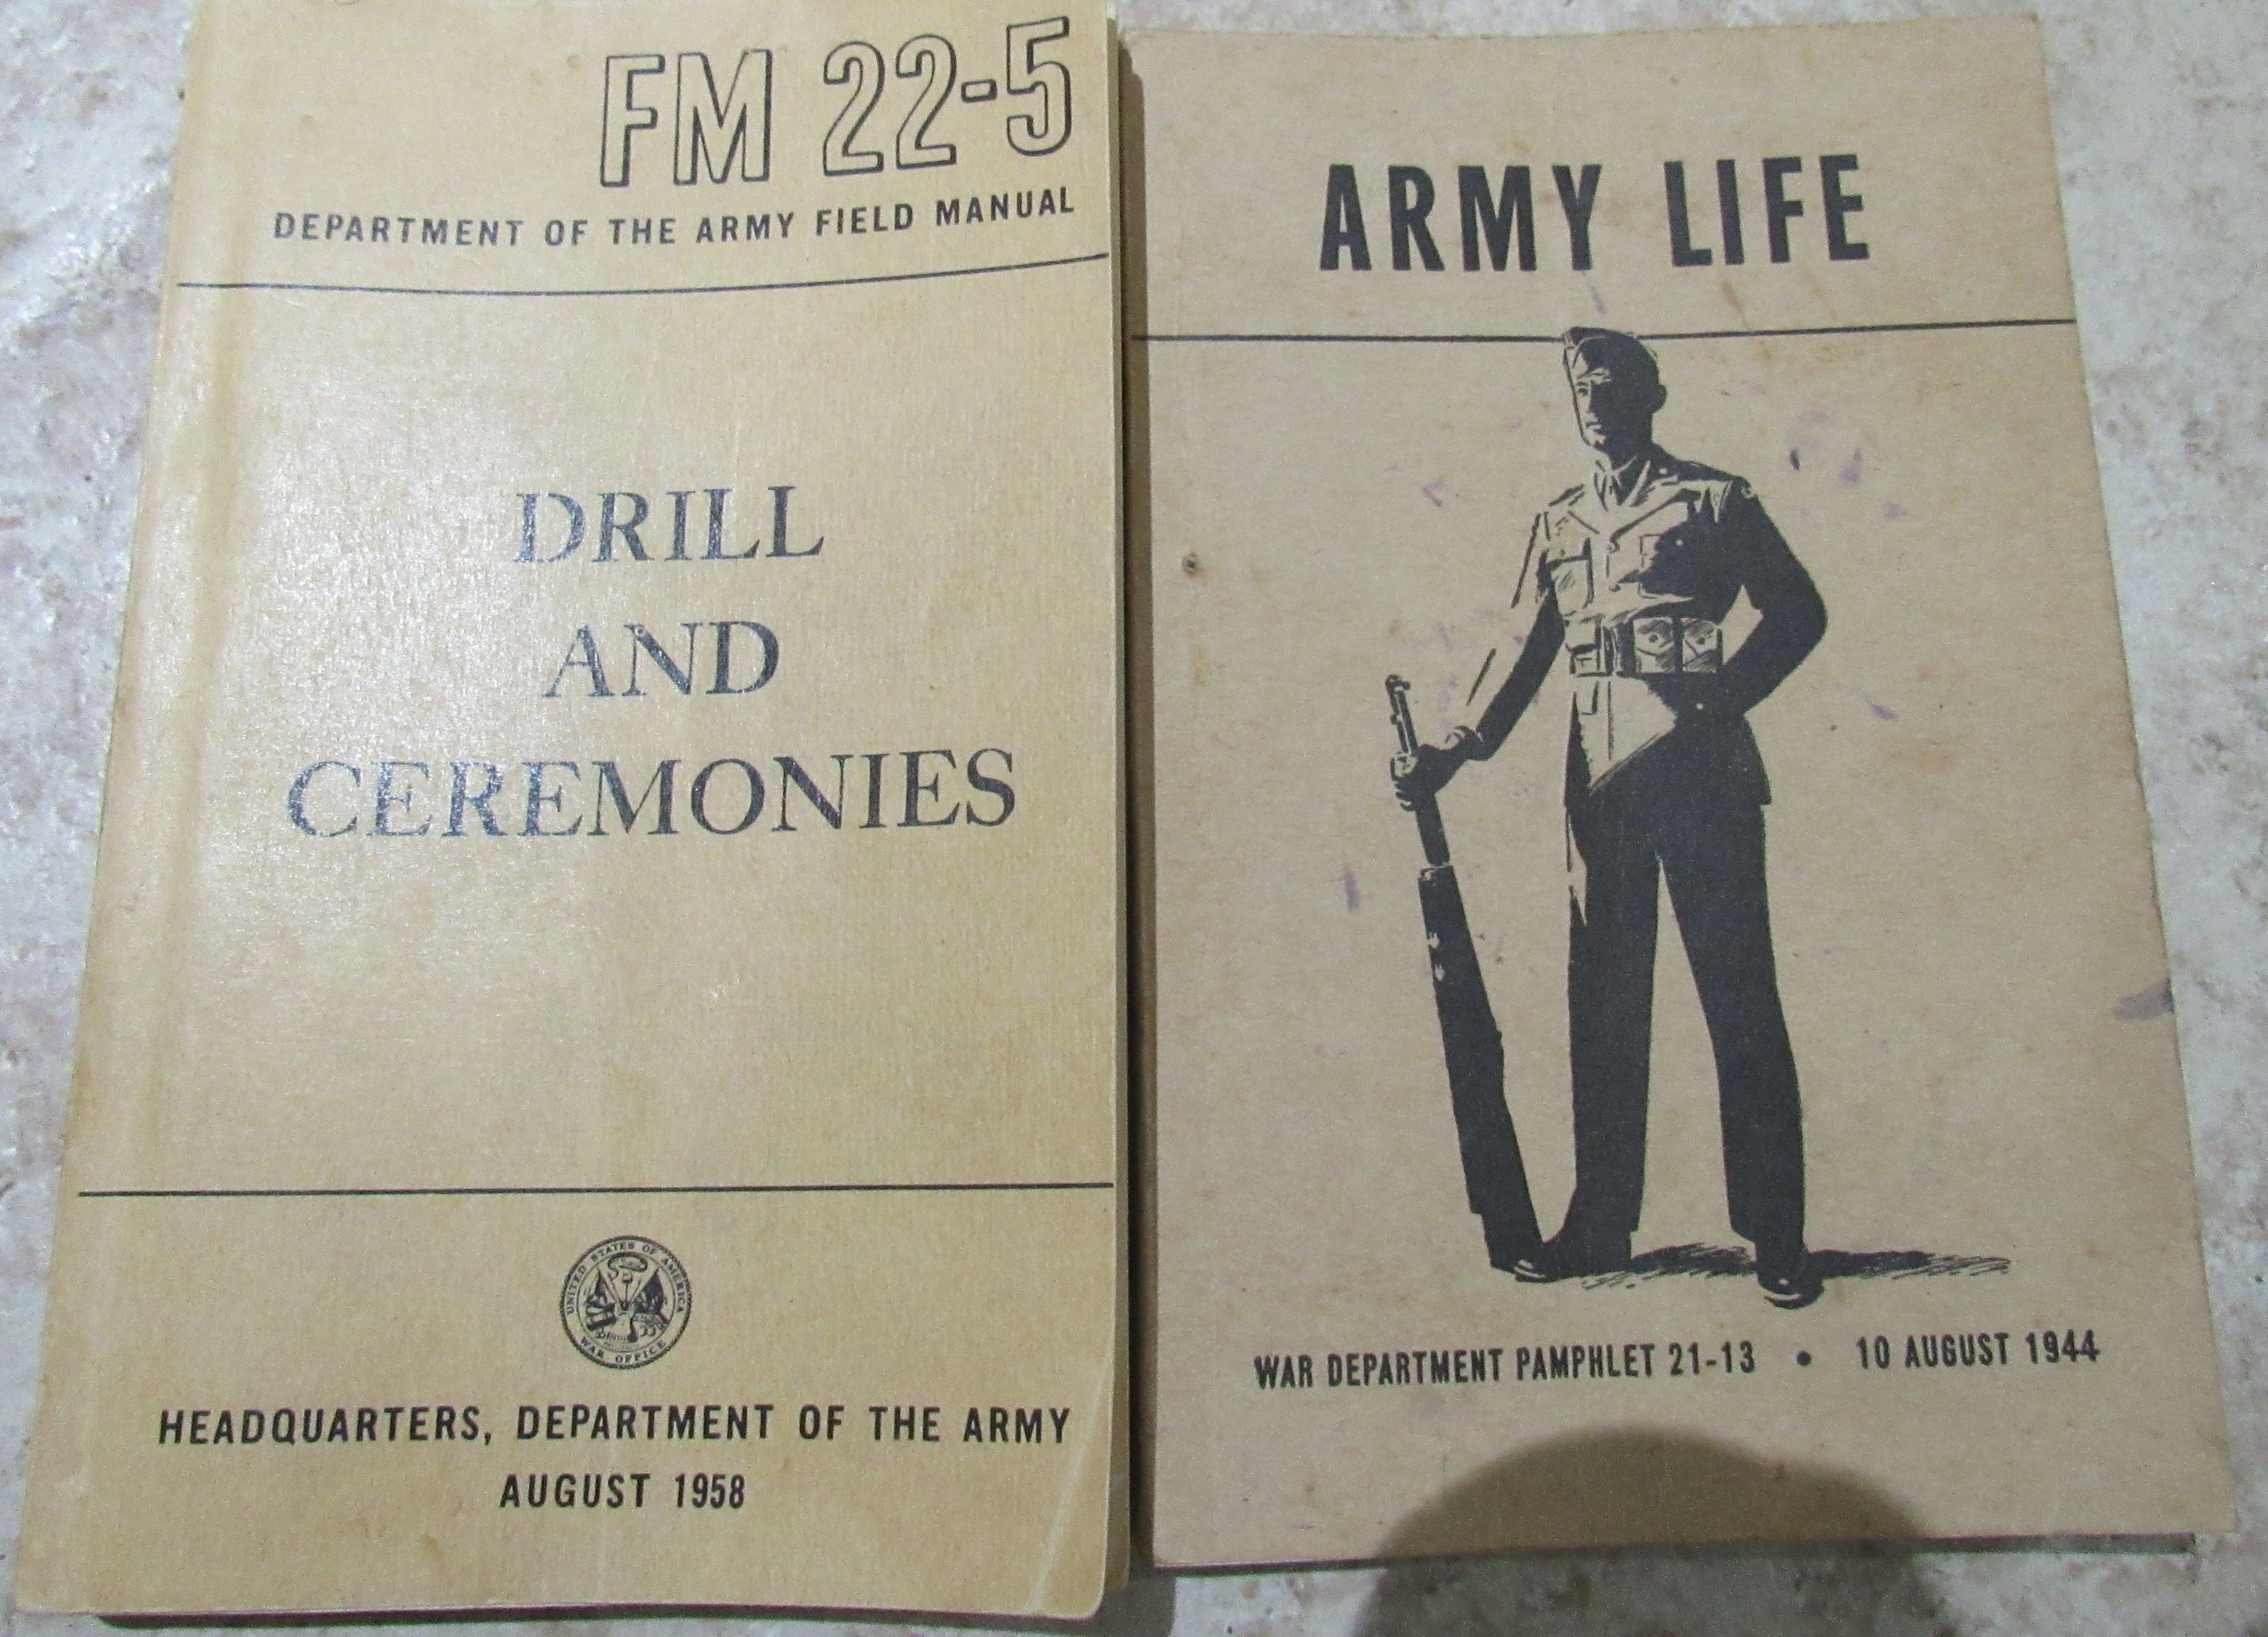 FM 22-5
DEPARTMENT OF THE ARMY FIELD MANUAL
DRILL
AND
CEREMONIES
UNITED STATES OF AMERICA
WAR OFFICE
HEADQUARTERS, DEPARTMENT OF THE ARMY
AUGUST 1958
ARMY LIFE
WAR DEPARTMENT PAMPHLET 21-13 • 10 AUGUST 1944